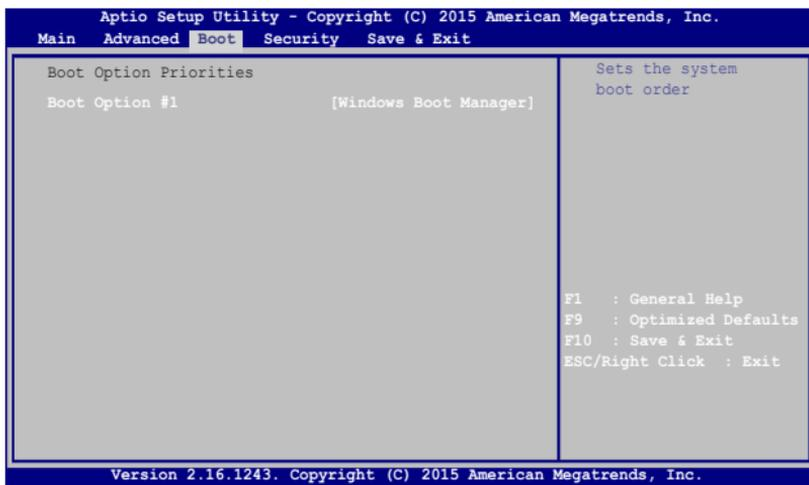 Aptio Setup Utility - Copyright (C) 2015 American Megatrends, Inc.
Main Advanced Boot Security Save & Exit
Boot Option Priorities
Boot Option #1 [Windows Boot Manager]
Sets the system
boot order
F1 : General Help
F9 : Optimized Defaults
F10 : Save & Exit
ESC/Right Click : Exit
Version 2.16.1243. Copyright (C) 2015 American Megatrends, Inc.